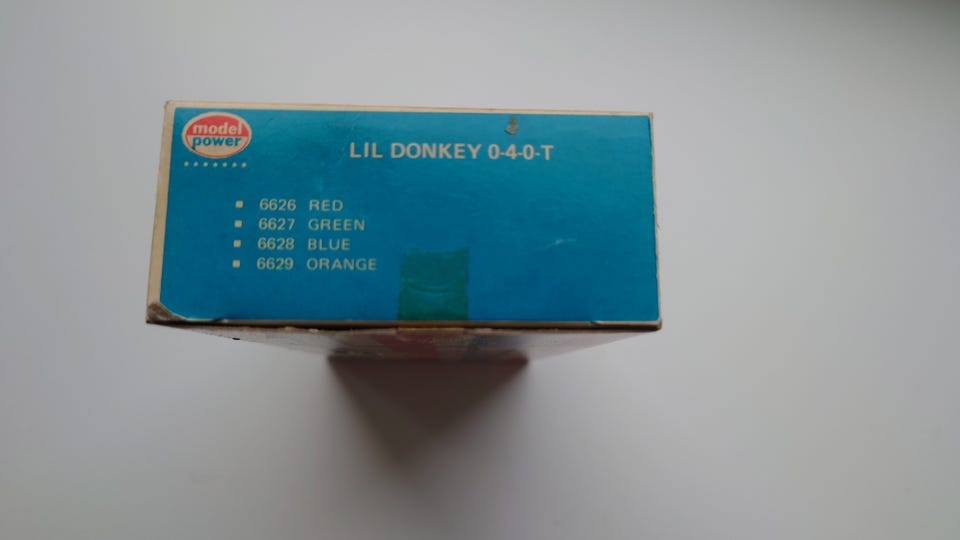 model
power
LIL DONKEY 0-4-0-T
6626 RED
6627 GREEN
6628 BLUE
6629 ORANGE